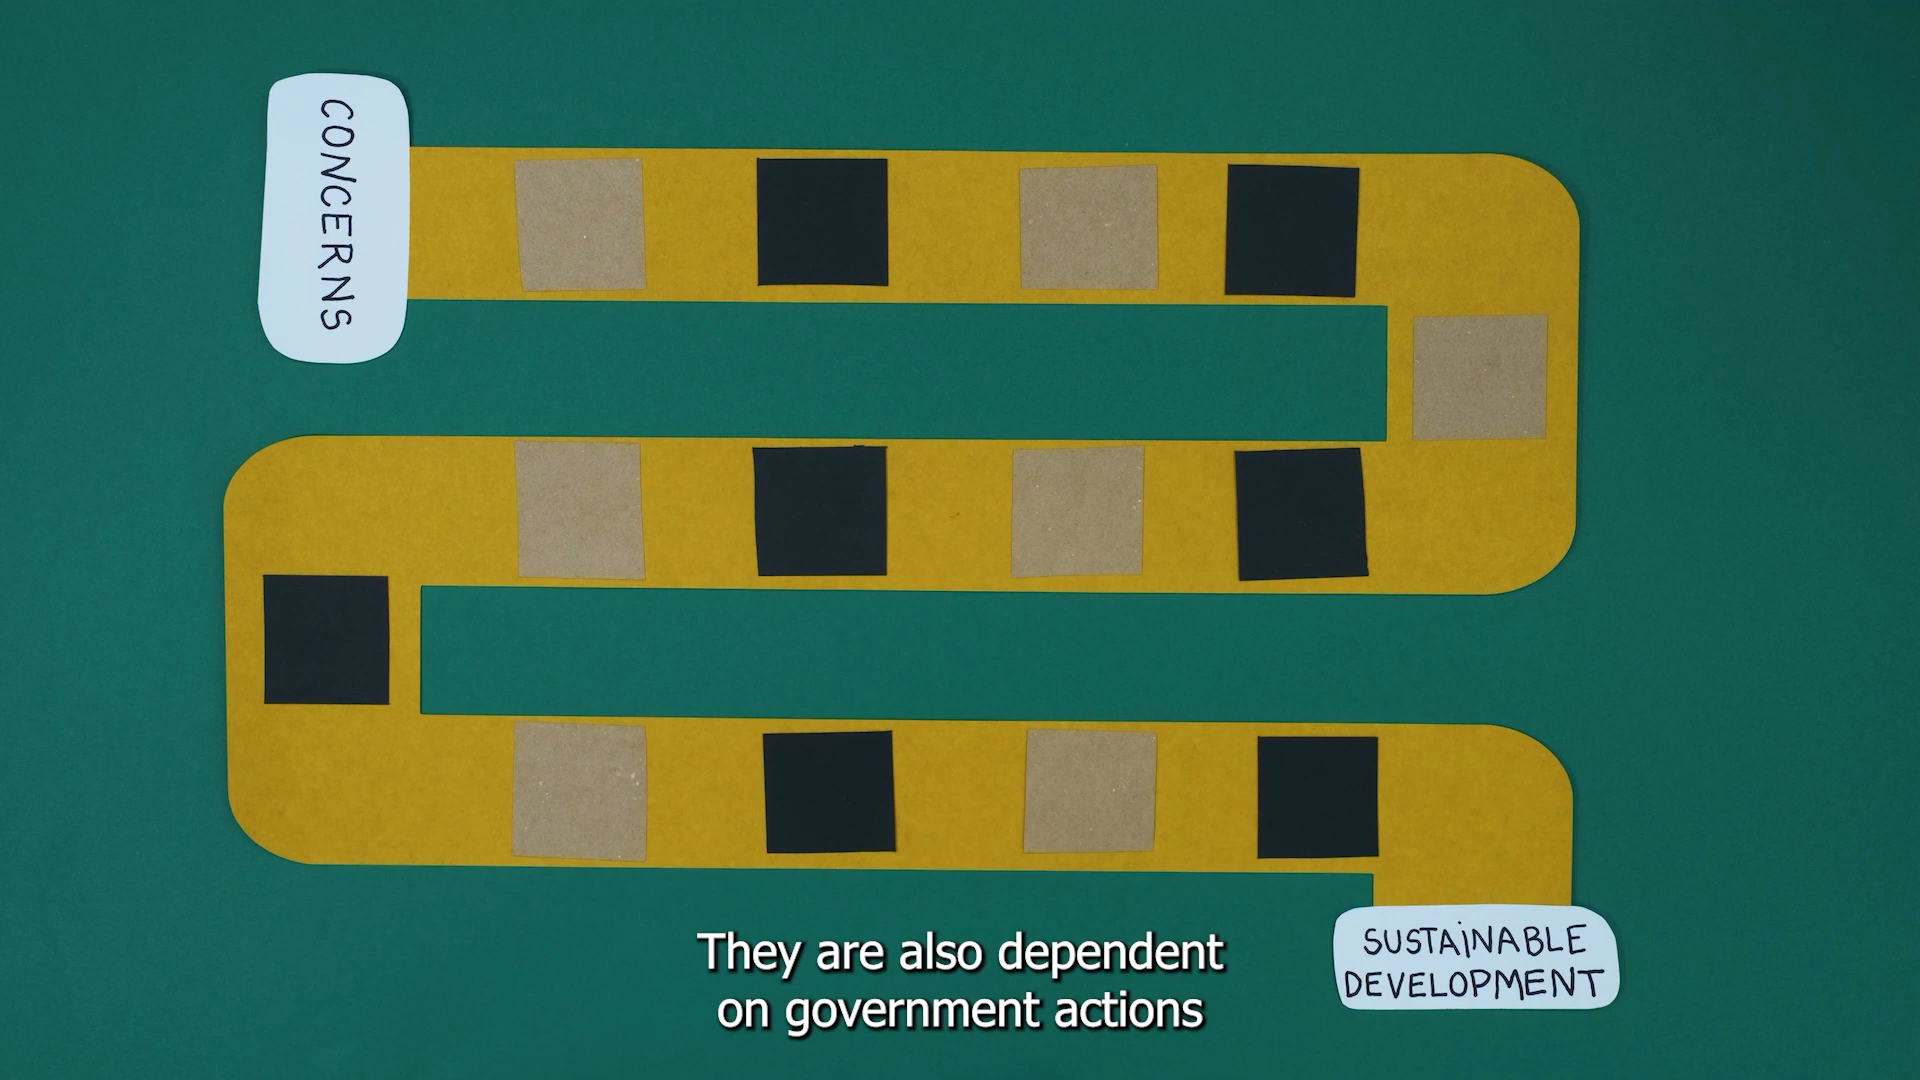 CONCERNS
SUSTAiNABLE
DEVELOPMENT
They are also dependent
on government actions